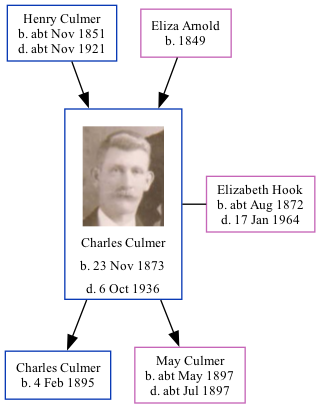 Henry Culmer
b. abt Nov 1851
d. abt Nov 1921
Eliza Arnold
b. 1849
Charles Culmer
b. 23 Nov 1873
d. 6 Oct 1936
Elizabeth Hook
b. abt Aug 1872
d. 17 Jan 1964
Charles Culmer
b. 4 Feb 1895
May Culmer
b. abt May 1897
d. abt Jul 1897